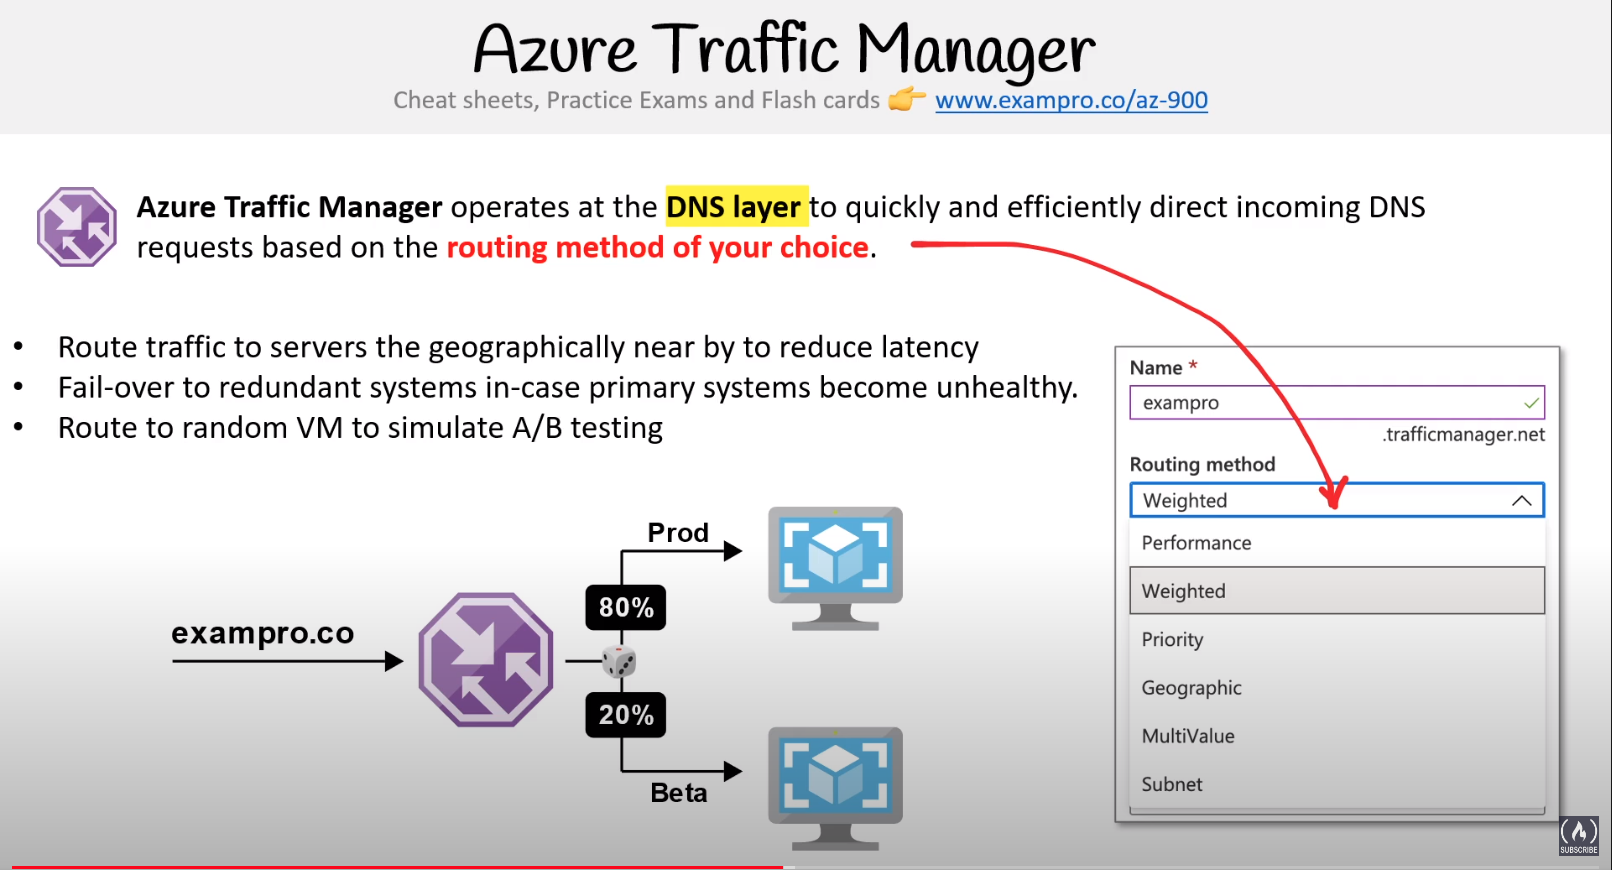 Azure Traffic Manager
Cheat sheets, Practice Exams and Flash cards 👉 www.exampro.co/az-900
Azure Traffic Manager operates at the DNS layer to quickly and efficiently direct incoming DNS
requests based on the routing method of your choice.
• Route traffic to servers the geographically near by to reduce latency
• Fail-over to redundant systems in-case primary systems become unhealthy.
• Route to random VM to simulate A/B testing
exampro.co
Prod
80%
20%
Beta
Name *
exampro
.trafficmanager.net
Routing method
Weighted
Performance
Weighted
Priority
Geographic
MultiValue
Subnet
SUBSCRIBE